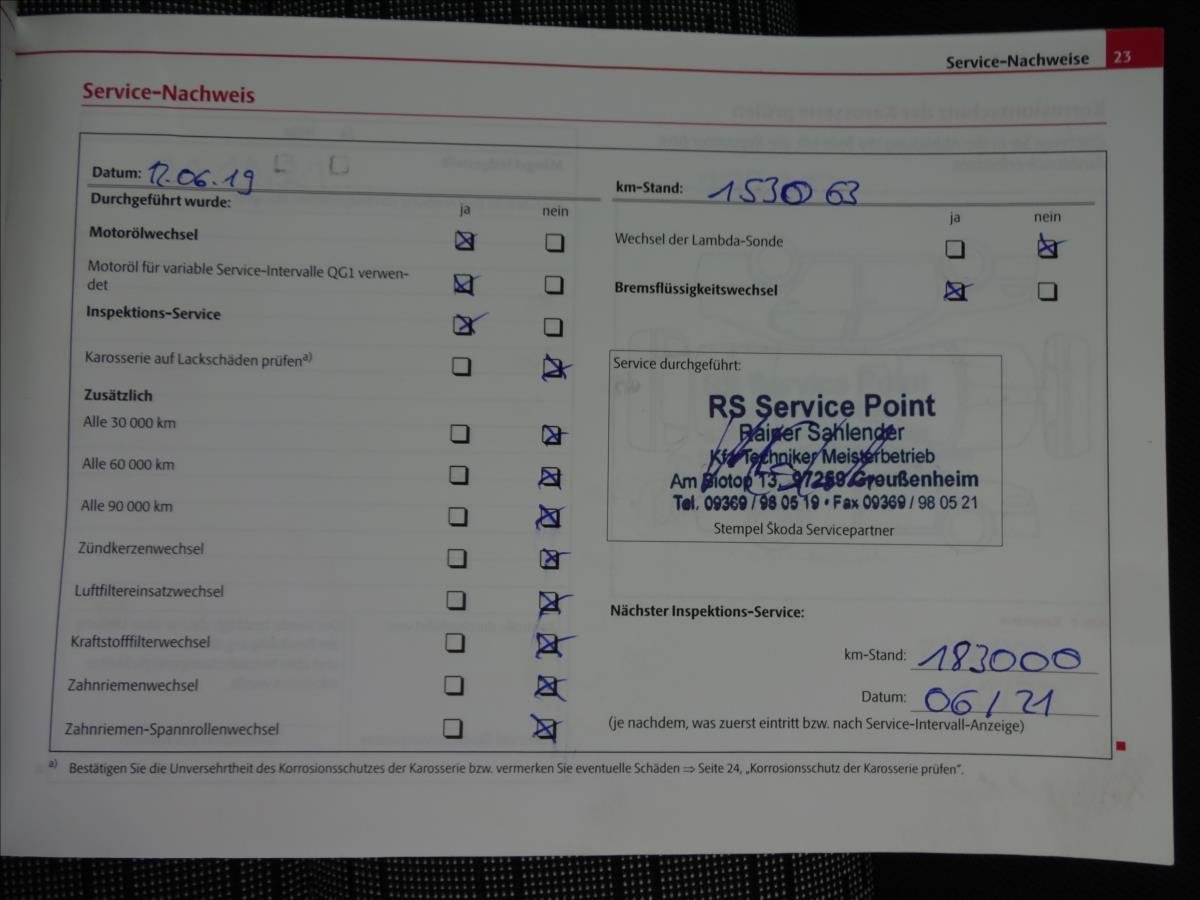 Service-Nachweise 23
Service-Nachweis
Datum: 12.06.19
Durchgeführt wurde: ja nein
Motorölwechsel
Motoröl für variable Service-Intervalle QG1 verwen-
det
Inspektions-Service
Karosserie auf Lackschäden prüfen a)
Zusätzlich
Alle 30 000 km
Alle 60 000 km
Alle 90 000 km
Zündkerzenwechsel
Luftfiltereinsatzwechsel
Kraftstofffilterwechsel
Zahnriemenwechsel
Zahnriemen-Spannrollenwechsel
km-Stand: 153063
ja nein
Wechsel der Lambda-Sonde
Bremsflüssigkeitswechsel
Service durchgeführt:
RS Service Point
Rainer Sahlender
Kfz Techniker Meisterbetrieb
Am Biotop 13, 97259 Greußenheim
Tel. 09369 / 98 05 19 • Fax 09369 / 98 05 21
Stempel Škoda Servicepartner
Nächster Inspektions-Service:
km-Stand: 183000
Datum: 06/21
(je nachdem, was zuerst eintritt bzw. nach Service-Intervall-Anzeige)
a) Bestätigen Sie die Unversehrtheit des Korrosionsschutzes der Karosserie bzw. vermerken Sie eventuelle Schäden ⇒ Seite 24, „Korrosionsschutz der Karosserie prüfen“.